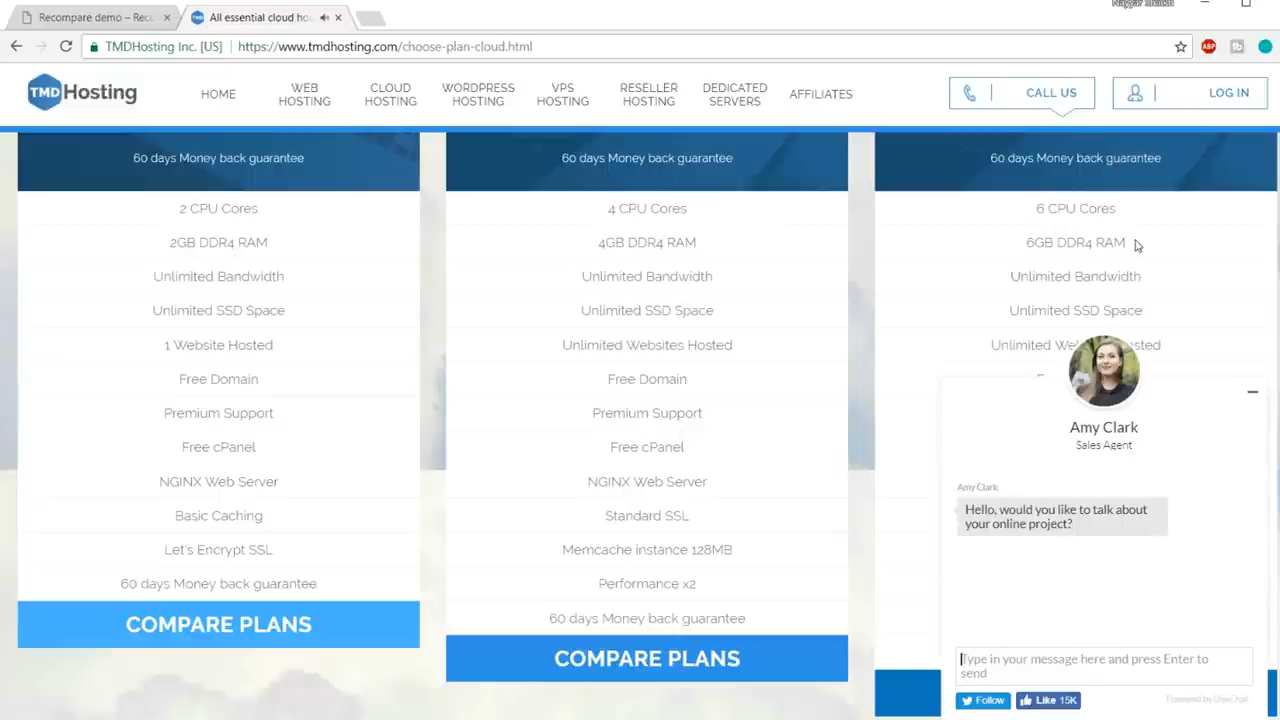 Recompare demo – Recu
All essential cloud ho
TMDHosting Inc. [US]
https://www.tmdhosting.com/choose-plan-cloud.html
ABP
TMDHosting
HOME
WEB HOSTING
CLOUD HOSTING
WORDPRESS HOSTING
VPS HOSTING
RESELLER HOSTING
DEDICATED SERVERS
AFFILIATES
CALL US
LOG IN
60 days Money back guarantee
2 CPU Cores
2GB DDR4 RAM
Unlimited Bandwidth
Unlimited SSD Space
1 Website Hosted
Free Domain
Premium Support
Free cPanel
NGINX Web Server
Basic Caching
Let's Encrypt SSL
60 days Money back guarantee
COMPARE PLANS
60 days Money back guarantee
4 CPU Cores
4GB DDR4 RAM
Unlimited Bandwidth
Unlimited SSD Space
Unlimited Websites Hosted
Free Domain
Premium Support
Free cPanel
NGINX Web Server
Standard SSL
Memcache instance 128MB
Performance x2
60 days Money back guarantee
COMPARE PLANS
60 days Money back guarantee
6 CPU Cores
6GB DDR4 RAM
Unlimited Bandwidth
Unlimited SSD Space
Unlimited We osted
Amy Clark
Sales Agent
Amy Clark
Hello, would you like to talk about
your online project?
Type in your message here and press Enter to
send
Follow
Like 15K
Powered by